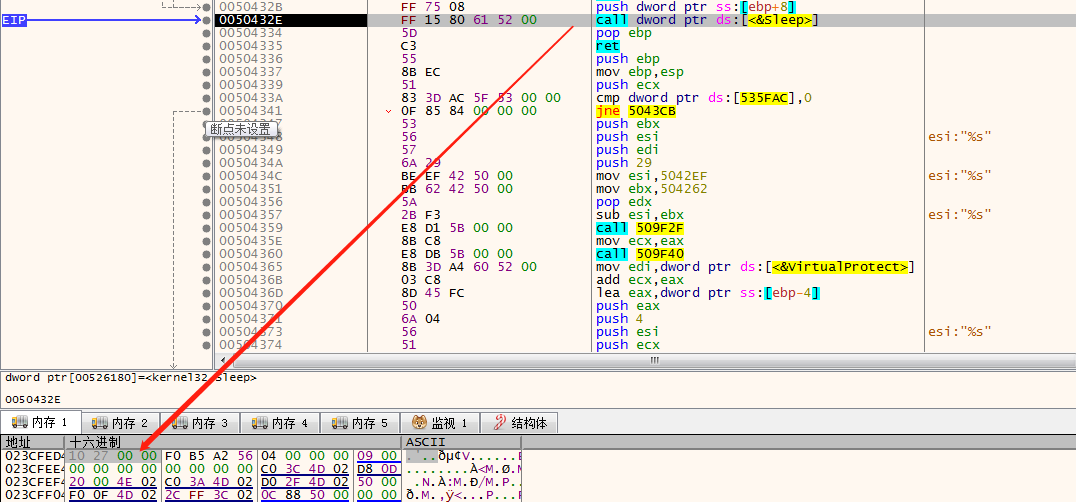 0050432B FF 75 08 push dword ptr ss:[ebp+8]
EIP 0050432E FF 15 80 61 52 00 call dword ptr ds:[<&Sleep>]
00504334 5D pop ebp
00504335 C3 ret
00504336 55 push ebp
00504337 8B EC mov ebp,esp
00504339 51 push ecx
0050433A 83 3D AC 5F 53 00 00 cmp dword ptr ds:[535FAC],0
00504341 0F 85 84 00 00 00 jne 5043CB
53 push ebx
断点未设置 56 push esi esi:"%s"
00504349 57 push edi
0050434A 6A 29 push 29
0050434C BE EF 42 50 00 mov esi,5042EF esi:"%s"
00504351 BB 62 42 50 00 mov ebx,504262
00504356 5A pop edx
00504357 2B F3 sub esi,ebx esi:"%s"
00504359 E8 D1 5B 00 00 call 509F2F
0050435E 8B C8 mov ecx,eax
00504360 E8 DB 5B 00 00 call 509F40
00504365 8B 3D A4 60 52 00 mov edi,dword ptr ds:[<&VirtualProtect>]
0050436B 03 C8 add ecx,eax
0050436D 8D 45 FC lea eax,dword ptr ss:[ebp-4]
00504370 50 push eax
00504371 6A 04 push 4
00504373 56 push esi esi:"%s"
00504374 51 push ecx
dword ptr[00526180]=<kernel32.Sleep>
0050432E
内存 1 内存 2 内存 3 内存 4 内存 5 监视 1 结构体
地址 十六进制 ASCII
023CFED4 10 27 00 00 F0 B5 A2 56 04 00 00 00 09 00
023CFEE4 00 00 00 00 00 00 00 00 C0 3C 4D 02 D8 0D
023CFEF4 20 00 4E 02 C0 3A 4D 02 D0 2F 4D 02 50 00
023CFF04 F0 0F 4D 02 2C FF 3C 02 0C 88 50 00 00 00